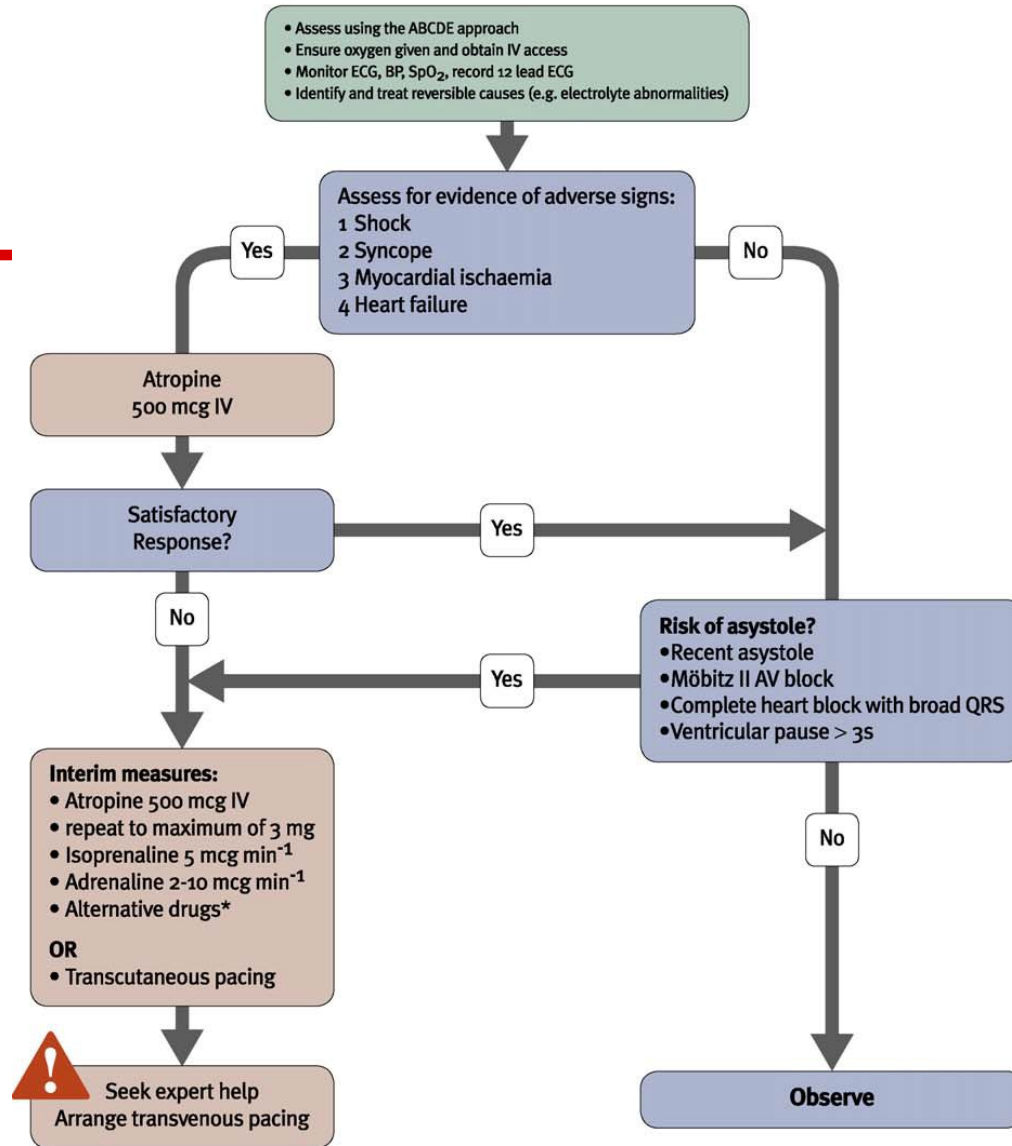 • Assess using the ABCDE approach
• Ensure oxygen given and obtain IV access
• Monitor ECG, BP, SpO₂, record 12 lead ECG
• Identify and treat reversible causes (e.g. electrolyte abnormalities)
Assess for evidence of adverse signs:
1 Shock
2 Syncope
3 Myocardial ischaemia
4 Heart failure
Yes
No
Atropine
500 mcg IV
Satisfactory
Response?
Yes
No
Risk of asystole?
•Recent asystole
•Möbitz II AV block
•Complete heart block with broad QRS
•Ventricular pause > 3s
Yes
No
Interim measures:
• Atropine 500 mcg IV
• repeat to maximum of 3 mg
• Isoprenaline 5 mcg min⁻¹
• Adrenaline 2-10 mcg min⁻¹
• Alternative drugs*
OR
• Transcutaneous pacing
!
Seek expert help
Arrange transvenous pacing
Observe